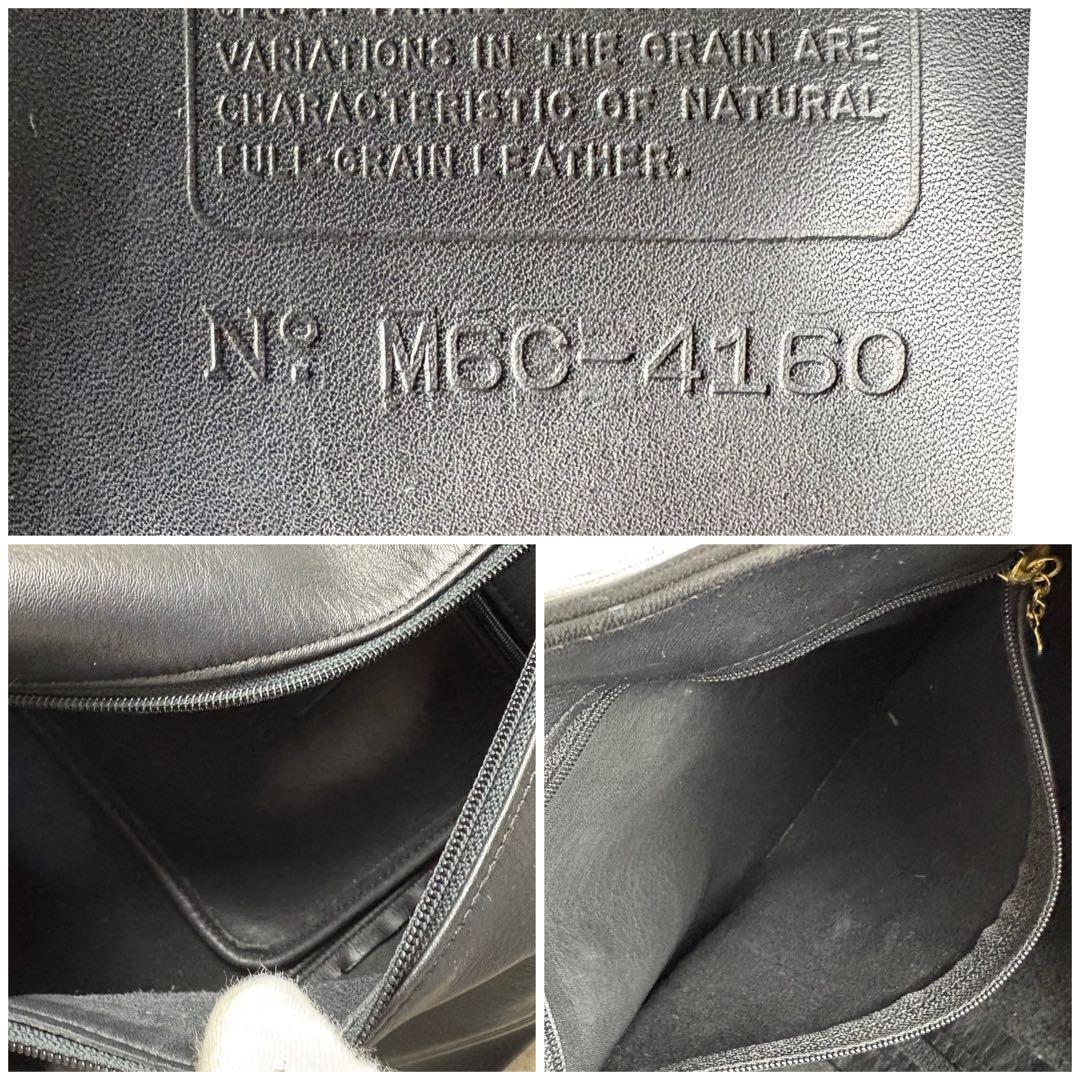 VARIATIONS IN THE GRAIN ARE
CHARACTERISTIC OF NATURAL
FULL-GRAIN LEATHER.
Nº M6C-4160